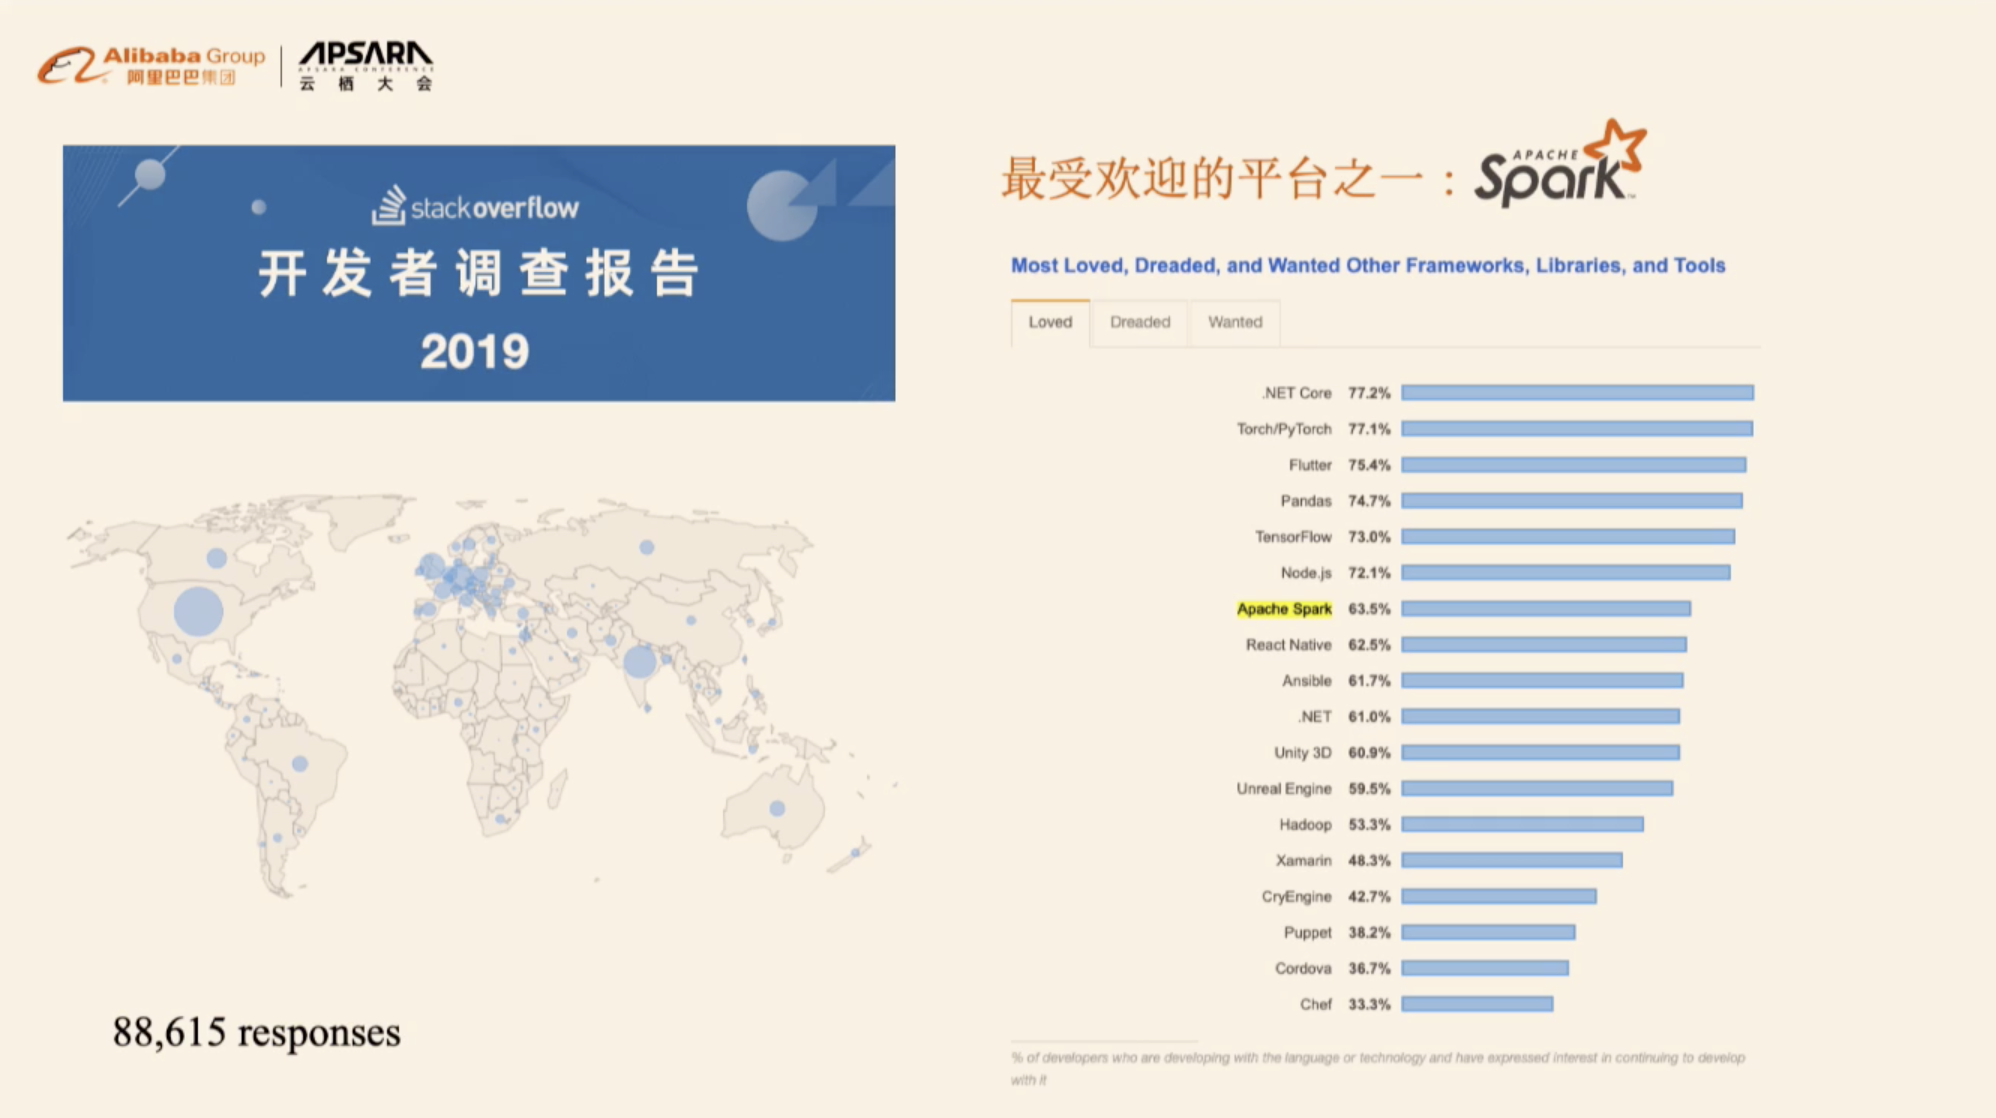 Alibaba Group
阿里巴巴集团
APSARA
APSARA CONFERENCE
云栖大会
stackoverflow
开发者调查报告
2019
88,615 responses
最受欢迎的平台之一：APACHE Spark™
Most Loved, Dreaded, and Wanted Other Frameworks, Libraries, and Tools
Loved Dreaded Wanted
.NET Core 77.2%
Torch/PyTorch 77.1%
Flutter 75.4%
Pandas 74.7%
TensorFlow 73.0%
Node.js 72.1%
Apache Spark 63.5%
React Native 62.5%
Ansible 61.7%
.NET 61.0%
Unity 3D 60.9%
Unreal Engine 59.5%
Hadoop 53.3%
Xamarin 48.3%
CryEngine 42.7%
Puppet 38.2%
Cordova 36.7%
Chef 33.3%
% of developers who are developing with the language or technology and have expressed interest in continuing to develop
with it